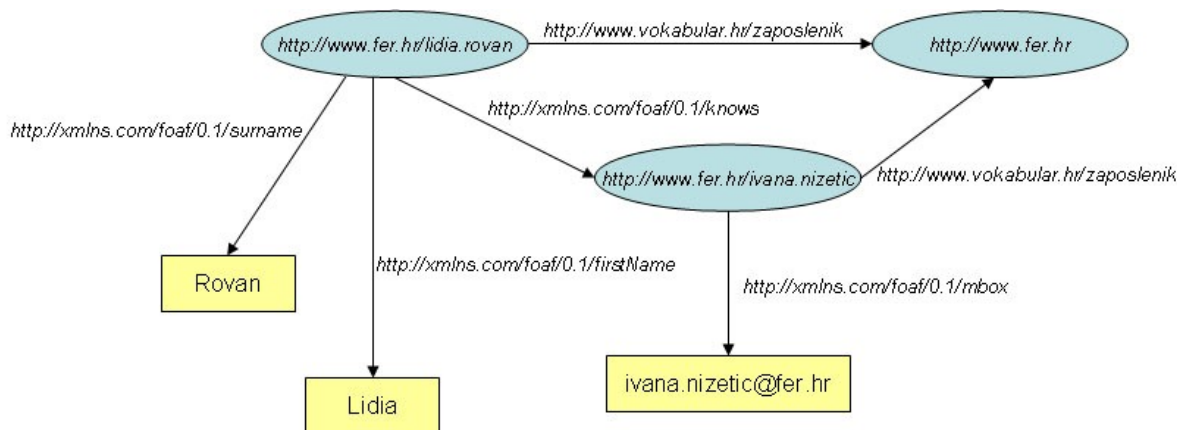 http://www.vokabular.hr/zaposlenik
http://www.fer.hr/lidia.rovan
http://www.fer.hr
http://xmlns.com/foaf/0.1/knows
http://xmlns.com/foaf/0.1/surname
http://www.fer.hr/ivana.nizetic
http://www.vokabular.hr/zaposlenik
http://xmlns.com/foaf/0.1/firstName
Rovan
http://xmlns.com/foaf/0.1/mbox
ivana.nizetic@fer.hr
Lidia